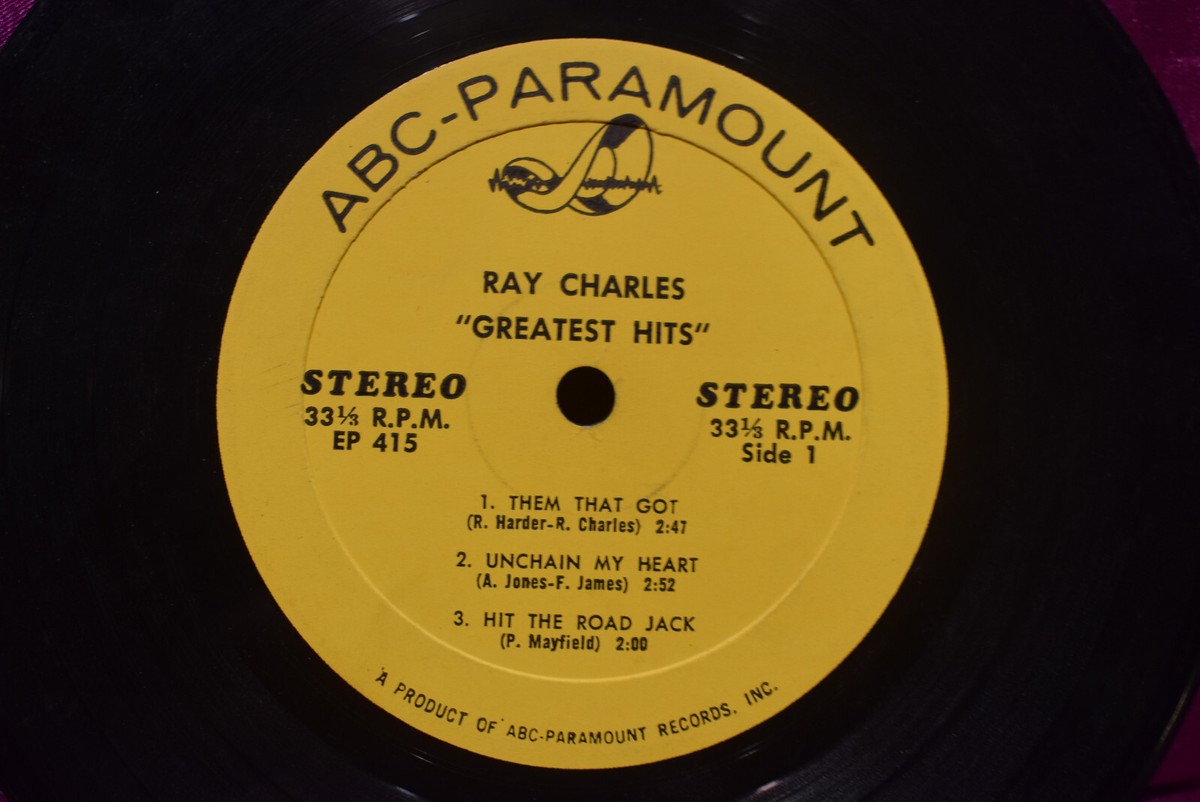 ABC-PARAMOUNT
RAY CHARLES
"GREATEST HITS"
STEREO
33⅓ R.P.M.
EP 415
STEREO
33⅓ R.P.M.
Side 1
1. THEM THAT GOT
(R. Harder-R. Charles) 2:47
2. UNCHAIN MY HEART
(A. Jones-F. James) 2:52
3. HIT THE ROAD JACK
(P. Mayfield) 2:00
A PRODUCT OF ABC-PARAMOUNT RECORDS, INC.